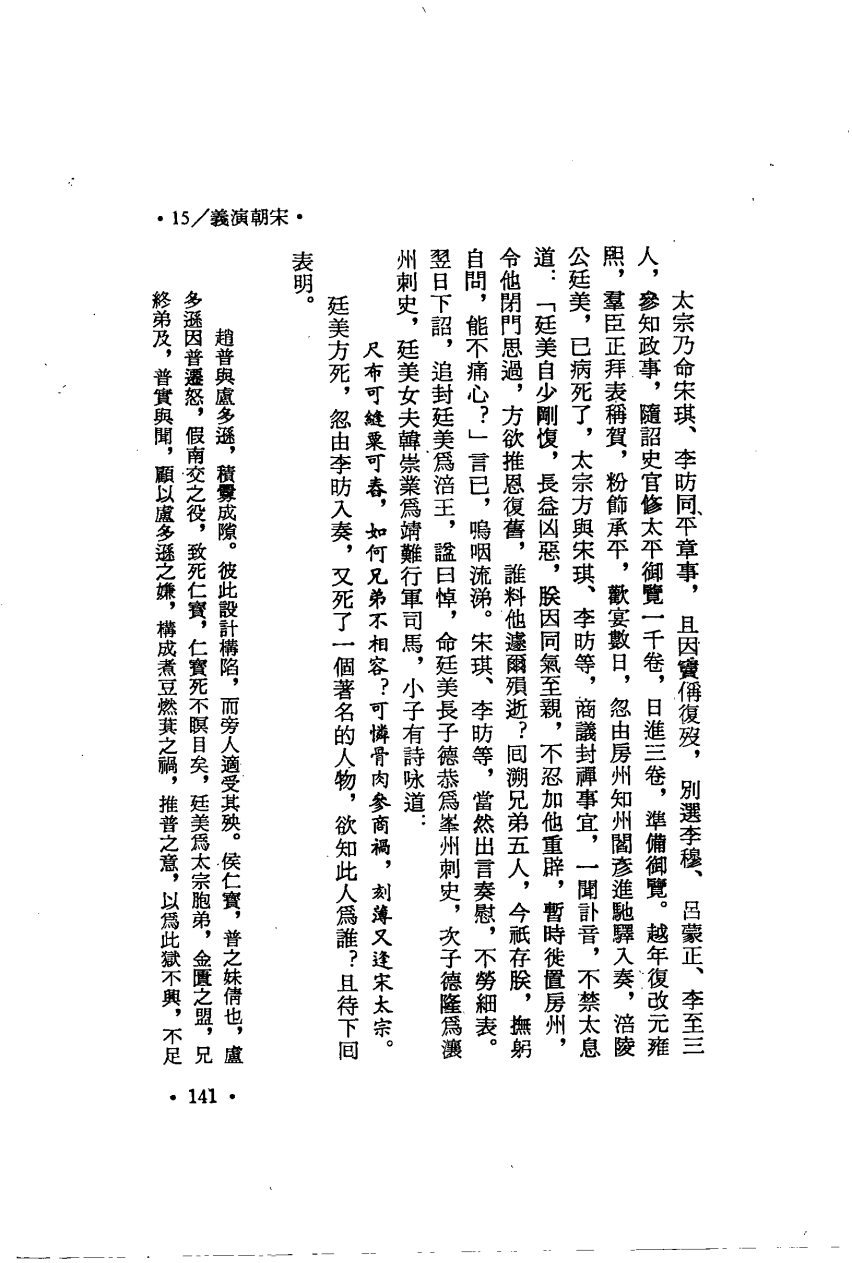 •15/義演朝宋•
太宗乃命宋琪、李昉同平章事，且因竇偁復歿，別選李穆、呂蒙正、李至三
人，參知政事，隨詔史官修太平御覽一千卷，日進三卷，準備御覽。越年復改元雍
熙，羣臣正拜表稱賀，粉飾承平，歡宴數日，忽由房州知州閻彥進馳驛入奏，涪陵
公廷美，已病死了，太宗方與宋琪、李昉等，商議封禪事宜，一聞訃音，不禁太息
道：「廷美自少剛愎，長益凶惡，朕因同氣至親，不忍加他重辟，暫時徙置房州，
令他閉門思過，方欲推恩復舊，誰料他遽爾殞逝？囘溯兄弟五人，今祇存朕，撫躬
自問，能不痛心？」言已，嗚咽流涕。宋琪、李昉等，當然出言奏慰，不勞細表。
翌日下詔，追封廷美爲涪王，諡曰悼，命廷美長子德恭爲峯州刺史，次子德隆爲瀼
州刺史，廷美女夫韓崇業爲靖難行軍司馬，小子有詩咏道：
尺布可縫粟可舂，如何兄弟不相容？可憐骨肉參商禍，刻薄又逢宋太宗。
廷美方死，忽由李昉入奏，又死了一個著名的人物，欲知此人爲誰？且待下囘
表明。
趙普與盧多遜，積釁成隙。彼此設計構陷，而旁人適受其殃。侯仁寶，普之妹倩也，盧
多遜因普遷怒，假南交之役，致死仁寶，仁寶死不瞑目矣，廷美爲太宗胞弟，金匱之盟，兄
終弟及，普實與聞，顧以盧多遜之嫌，構成煮豆燃萁之禍，推普之意，以爲此獄不興，不足
•141•